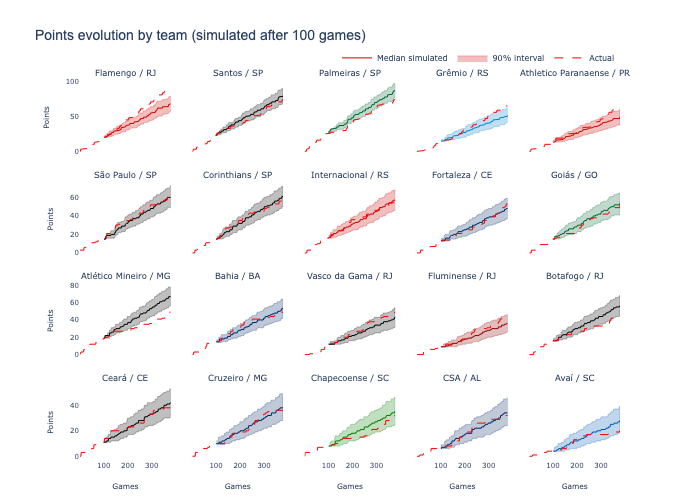 Points evolution by team (simulated after 100 games)
Median simulated 90% interval Actual
Flamengo / RJ Santos / SP Palmeiras / SP Grêmio / RS Athletico Paranaense / PR
100
50
0
Points
São Paulo / SP Corinthians / SP Internacional / RS Fortaleza / CE Goiás / GO
60
40
20
0
Points
Atlético Mineiro / MG Bahia / BA Vasco da Gama / RJ Fluminense / RJ Botafogo / RJ
80
60
40
20
0
Points
Ceará / CE Cruzeiro / MG Chapecoense / SC CSA / AL Avaí / SC
40
20
0
Points
100 200 300 100 200 300 100 200 300 100 200 300 100 200 300
Games Games Games Games Games